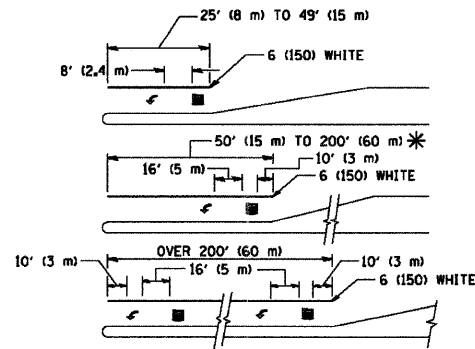 25' (8 m) TO 49' (15 m)
8' (2.4 m)
6 (150) WHITE
50' (15 m) TO 200' (60 m) *
16' (5 m)
10' (3 m)
6 (150) WHITE
OVER 200' (60 m)
10' (3 m)
16' (5 m)
10' (3 m)
6 (150) WHITE